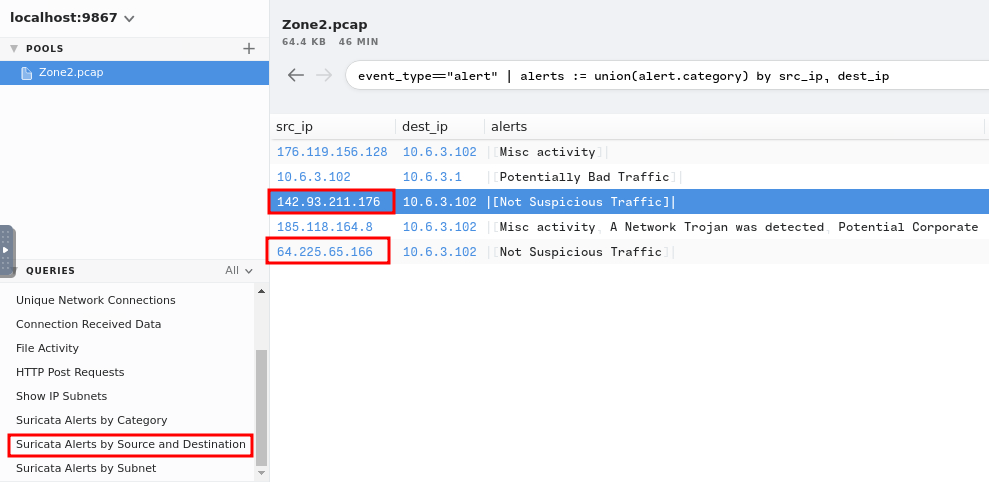 localhost:9867
POOLS
Zone2.pcap
QUERIES All
Unique Network Connections
Connection Received Data
File Activity
HTTP Post Requests
Show IP Subnets
Suricata Alerts by Category
Suricata Alerts by Source and Destination
Suricata Alerts by Subnet
Zone2.pcap
64.4 KB 46 MIN
event_type=="alert" | alerts := union(alert.category) by src_ip, dest_ip
src_ip dest_ip alerts
176.119.156.128 10.6.3.102 |[Misc activity]|
10.6.3.102 10.6.3.1 |[Potentially Bad Traffic]|
142.93.211.176 10.6.3.102 |[Not Suspicious Traffic]|
185.118.164.8 10.6.3.102 |[Misc activity, A Network Trojan was detected, Potential Corporate
64.225.65.166 10.6.3.102 |[Not Suspicious Traffic]|